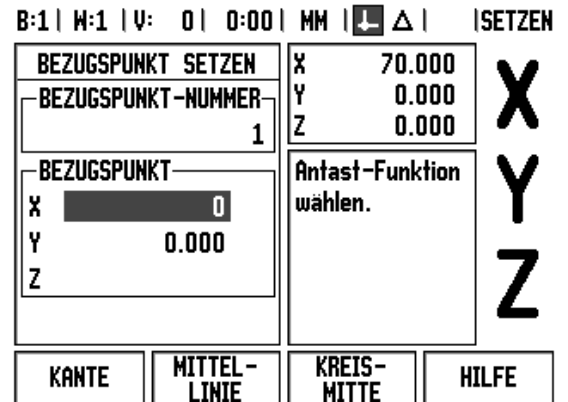 B:1 | W:1 | V: 0 | 0:00 | MM | Δ | |SETZEN
BEZUGSPUNKT SETZEN
BEZUGSPUNKT-NUMMER
1
BEZUGSPUNKT
X 0
Y 0.000
Z
X 70.000
Y 0.000
Z 0.000
Antast-Funktion
wählen.
X
Y
Z
KANTE
MITTEL-
LINIE
KREIS-
MITTE
HILFE